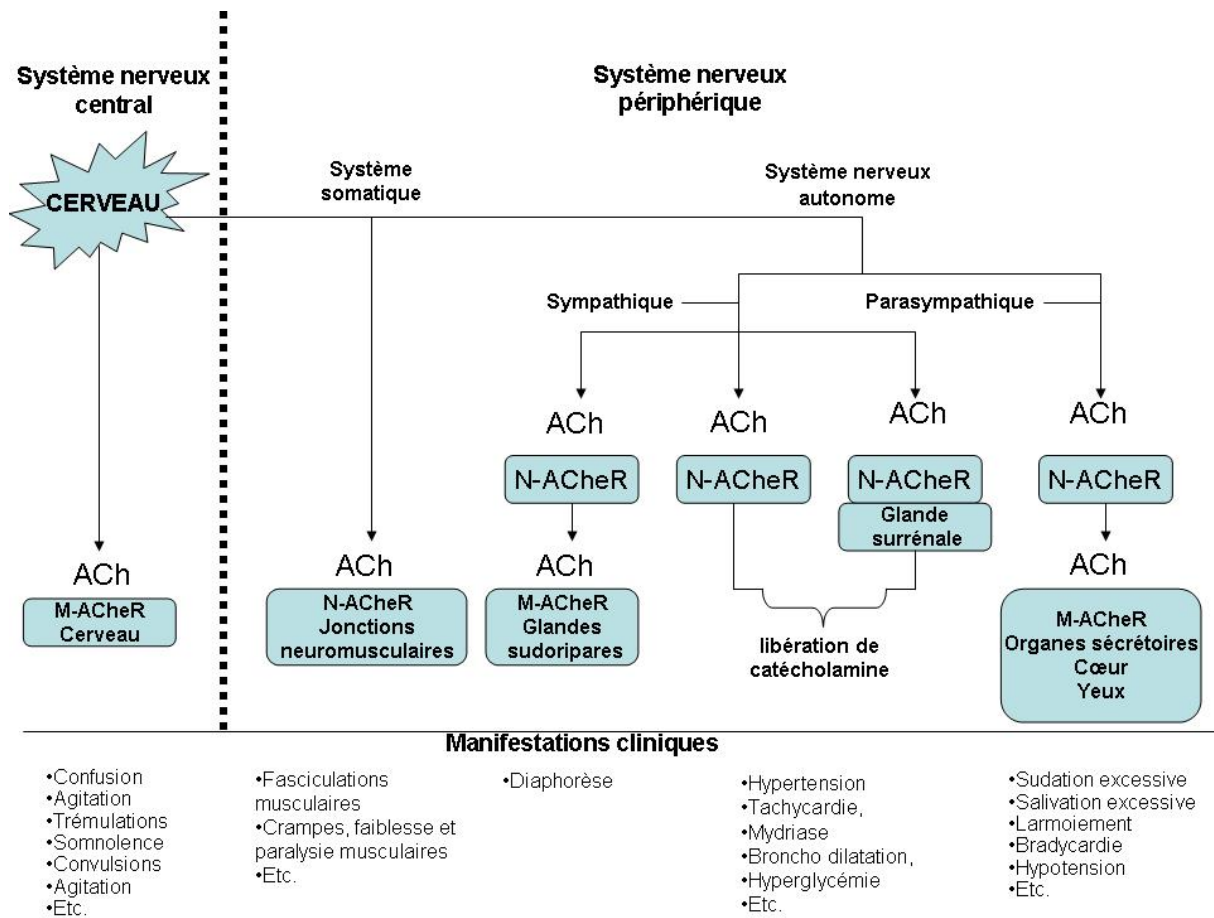 Système nerveux
central
Système nerveux
périphérique
CERVEAU
Système
somatique
Système nerveux
autonome
Sympathique
Parasympathique
ACh
ACh
ACh
ACh
N-ACheR
N-ACheR
N-ACheR
Glande
surrénale
N-ACheR
ACh
M-ACheR
Cerveau
ACh
N-ACheR
Jonctions
neuromusculaires
ACh
M-ACheR
Glandes
sudoripares
libération de
catécholamine
ACh
M-ACheR
Organes sécrétoires
Cœur
Yeux
Manifestations cliniques
•Confusion
•Agitation
•Trémulations
•Somnolence
•Convulsions
•Agitation
•Etc.
•Fasciculations
musculaires
•Crampes, faiblesse et
paralysie musculaires
•Etc.
•Diaphorèse
•Hypertension
•Tachycardie,
•Mydriase
•Broncho dilatation,
•Hyperglycémie
•Etc.
•Sudation excessive
•Salivation excessive
•Larmoiement
•Bradycardie
•Hypotension
•Etc.